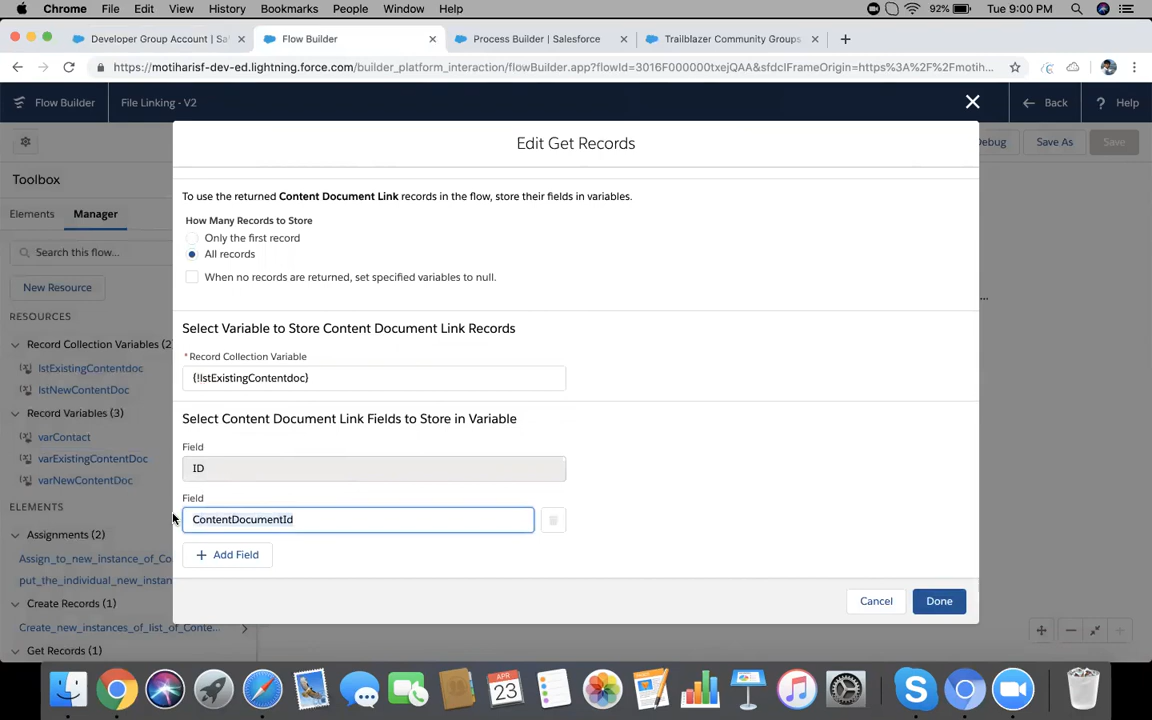 Chrome File Edit View History Bookmarks People Window Help 92% Tue 9:00 PM
Developer Group Account | Sa
Flow Builder
Process Builder | Salesforce
Trailblazer Community Groups
https://motiharisf-dev-ed.lightning.force.com/builder_platform_interaction/flowBuilder.app?flowId=3016F000000txejQAA&sfdcIFrameOrigin=https%3A%2F%2Fmotih...
Flow Builder File Linking - V2 Back ? Help
Edit Get Records
Debug Save As Save
Toolbox
Elements Manager
Search this flow...
New Resource
RESOURCES
Record Collection Variables (2
lstExistingContentdoc
lstNewContentDoc
Record Variables (3)
varContact
varExistingContentDoc
varNewContentDoc
ELEMENTS
Assignments (2)
Assign_to_new_instance_of_Co
put_the_individual_new_instan
Create Records (1)
Create_new_instances_of_list_of_Conte...
Get Records (1)
To use the returned Content Document Link records in the flow, store their fields in variables.
How Many Records to Store
Only the first record
All records
When no records are returned, set specified variables to null.
Select Variable to Store Content Document Link Records
* Record Collection Variable
{!lstExistingContentdoc}
Select Content Document Link Fields to Store in Variable
Field
ID
Field
ContentDocumentId
+ Add Field
Cancel Done
...
APR
23